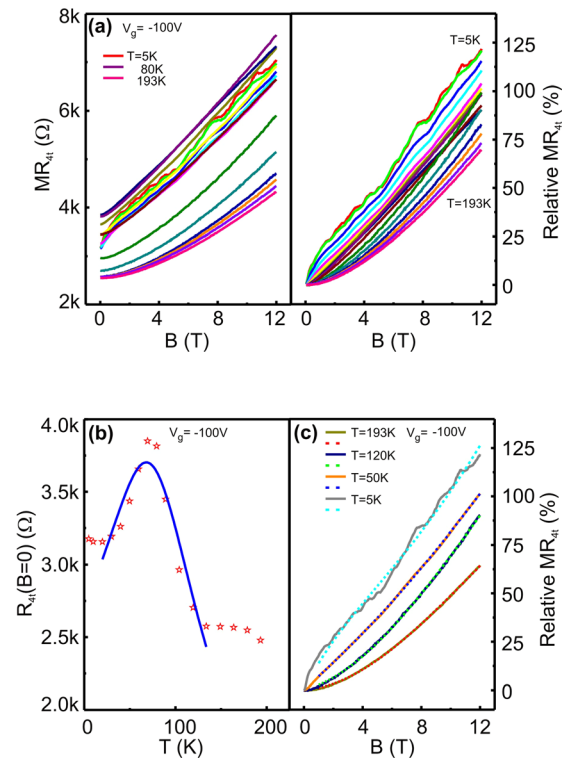 (a)
V_g= -100V
T=5K
80K
193K
MR_4t (Ω)
8k
6k
4k
2k
0
4
8
12
B (T)
T=5K
T=193K
0
4
8
12
B (T)
125
100
75
50
25
0
Relative MR_4t (%)
(b)
V_g= -100V
R_4t(B=0) (Ω)
4.0k
3.5k
3.0k
2.5k
2.0k
0
100
200
T (K)
(c)
T=193K
V_g= -100V
T=120K
T=50K
T=5K
0
4
8
12
B (T)
125
100
75
50
25
0
Relative MR_4t (%)